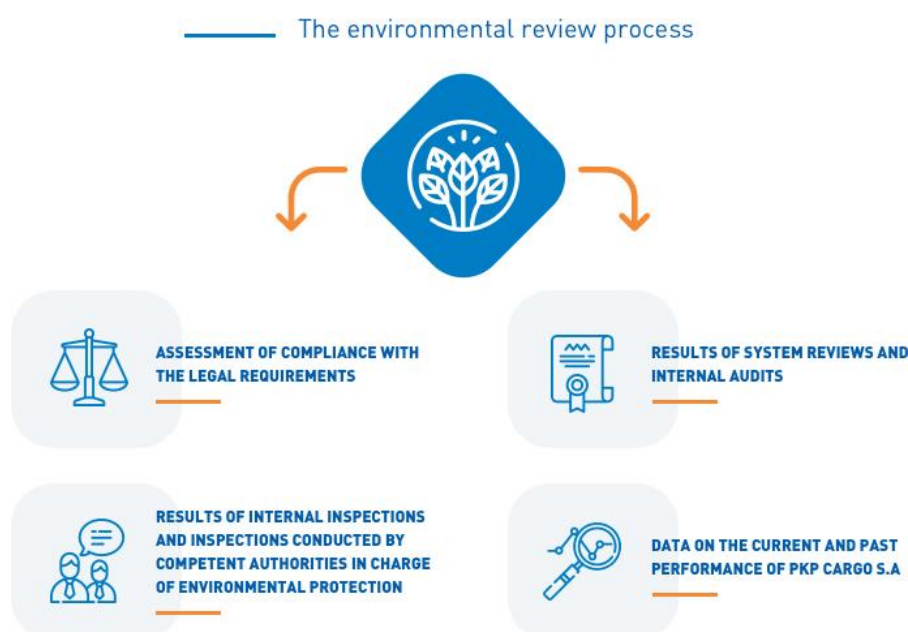 The environmental review process
ASSESSMENT OF COMPLIANCE WITH
THE LEGAL REQUIREMENTS
RESULTS OF SYSTEM REVIEWS AND
INTERNAL AUDITS
RESULTS OF INTERNAL INSPECTIONS
AND INSPECTIONS CONDUCTED BY
COMPETENT AUTHORITIES IN CHARGE
OF ENVIRONMENTAL PROTECTION
DATA ON THE CURRENT AND PAST
PERFORMANCE OF PKP CARGO S.A